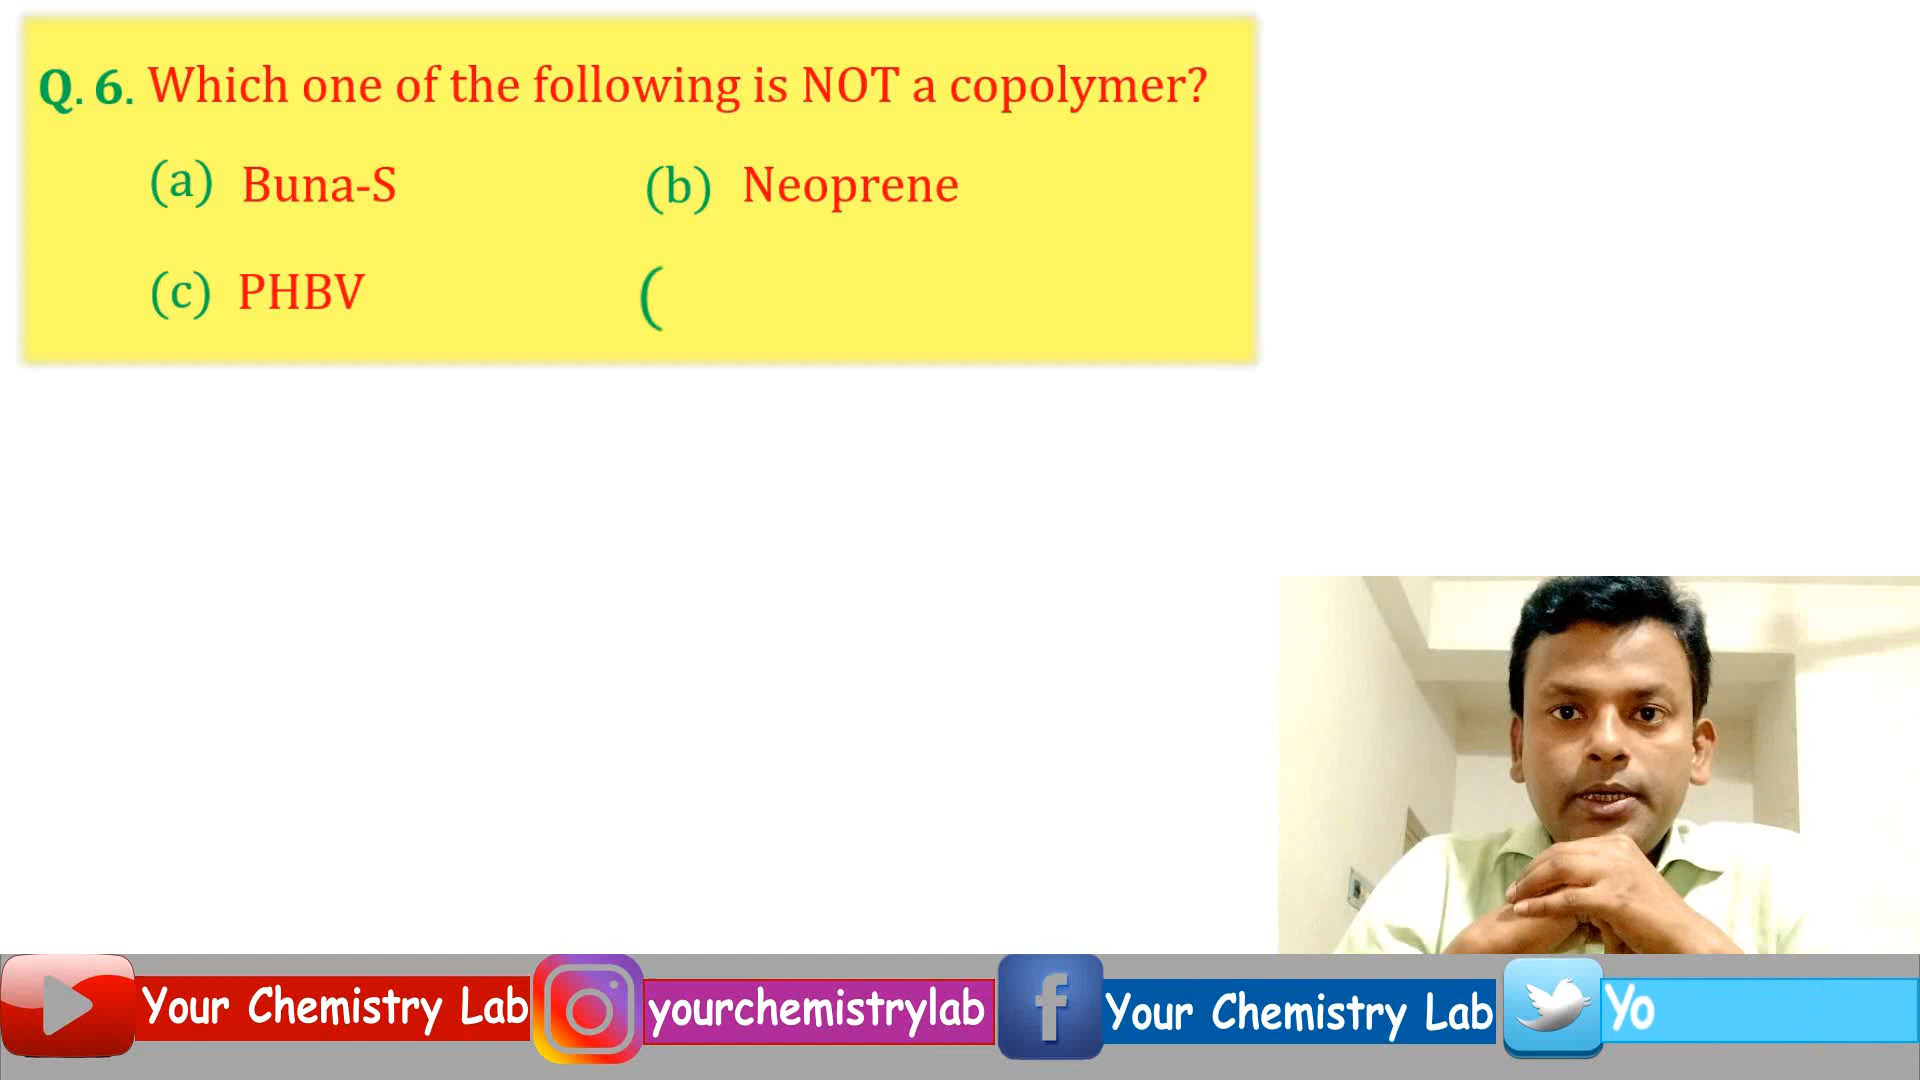 Q. 6. Which one of the following is NOT a copolymer?
(a) Buna-S (b) Neoprene
(c) PHBV (
Your Chemistry Lab yourchemistrylab Your Chemistry Lab Yo